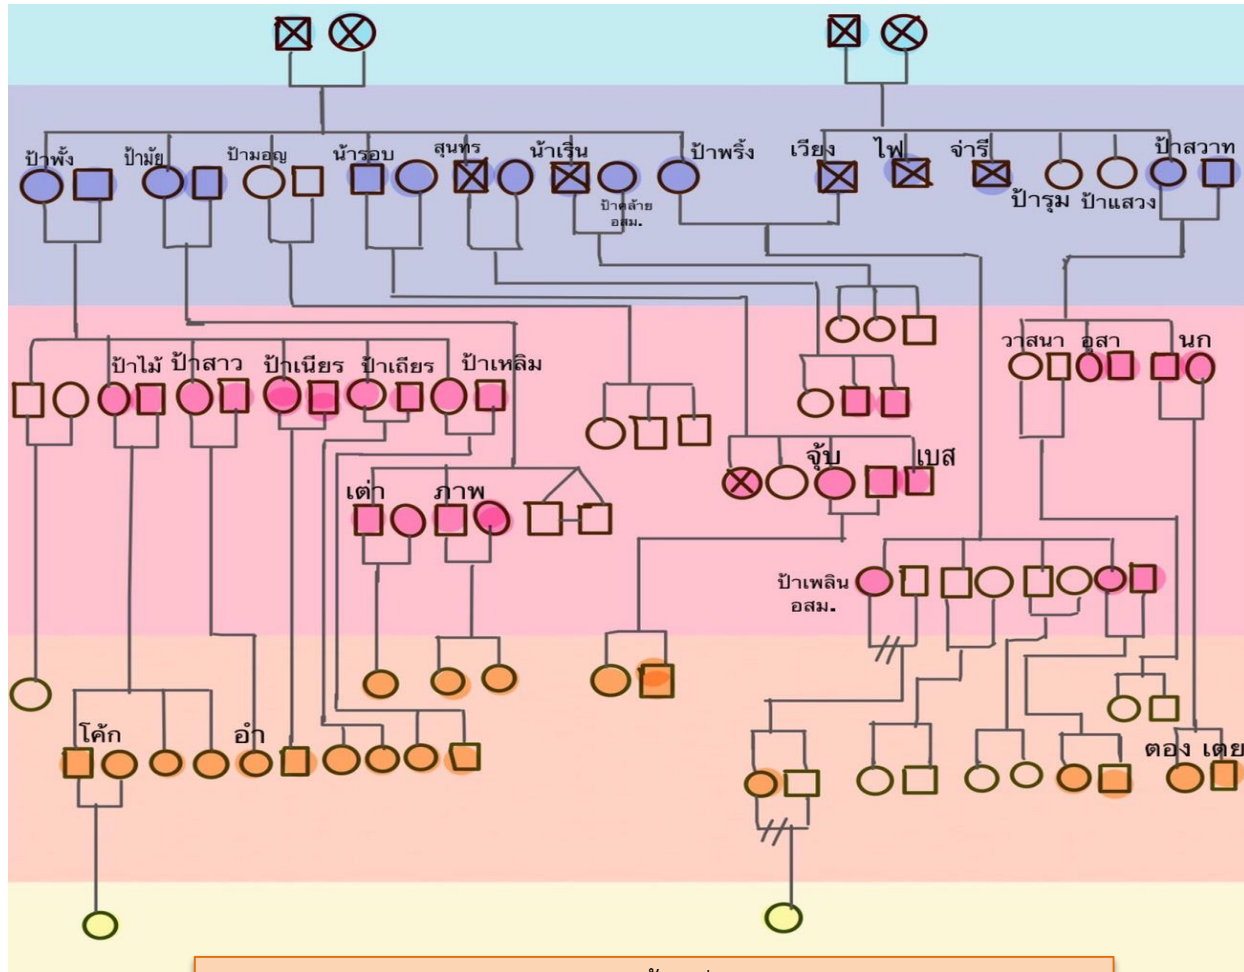 ป้าพั้ง
ป้ามัย
ป้ามอญ
น้ารอบ
สุนทร
น้าเริ่น
ป้าพริ้ง
เวียง
ไฟ
จ่ารี
ป้าสวาท
ป้าคล้าย
อสม.
ป้ารุม
ป้าแสวง
วาสนา
อุสา
นก
ป้าไม้
ป้าสาว
ป้าเนียร
ป้าเถียร
ป้าเหลิม
จุ้บ
เบส
เต่า
ภาพ
ป้าเพลิน
อสม.
โค้ก
อำ
ตอง
เตย